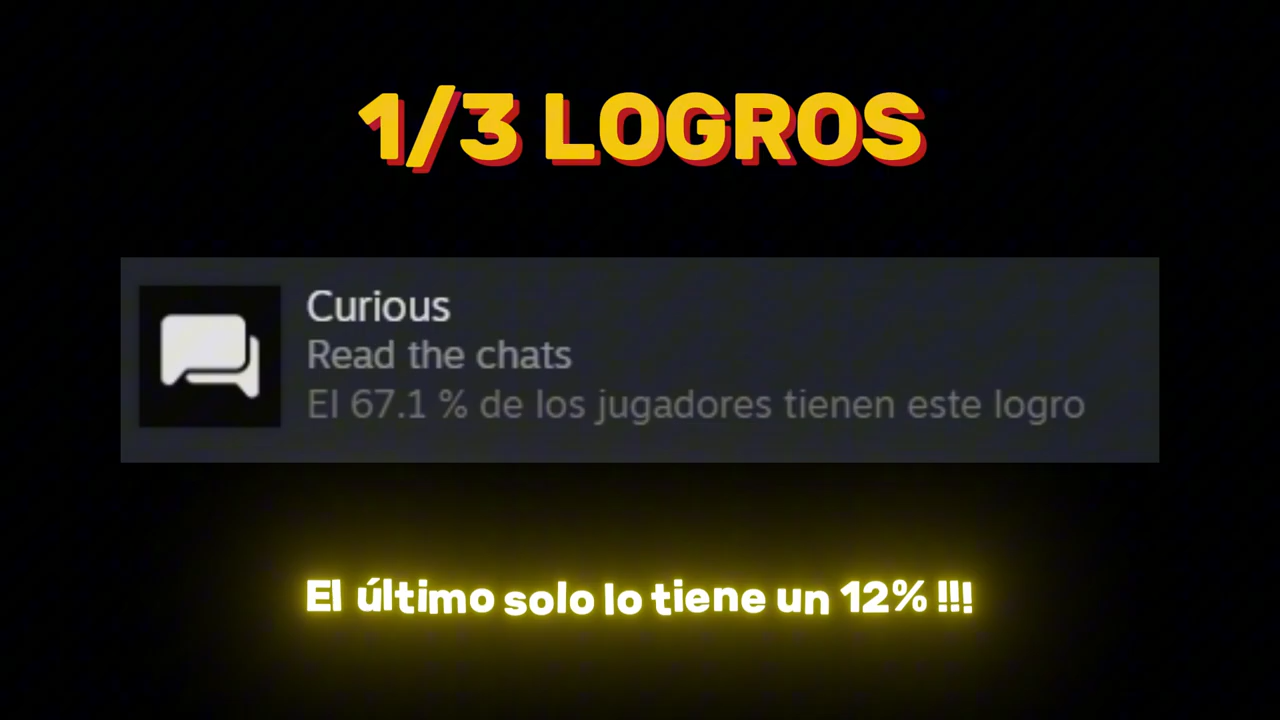 1/3 LOGROS
Curious
Read the chats
El 67.1 % de los jugadores tienen este logro
El último solo lo tiene un 12% !!!